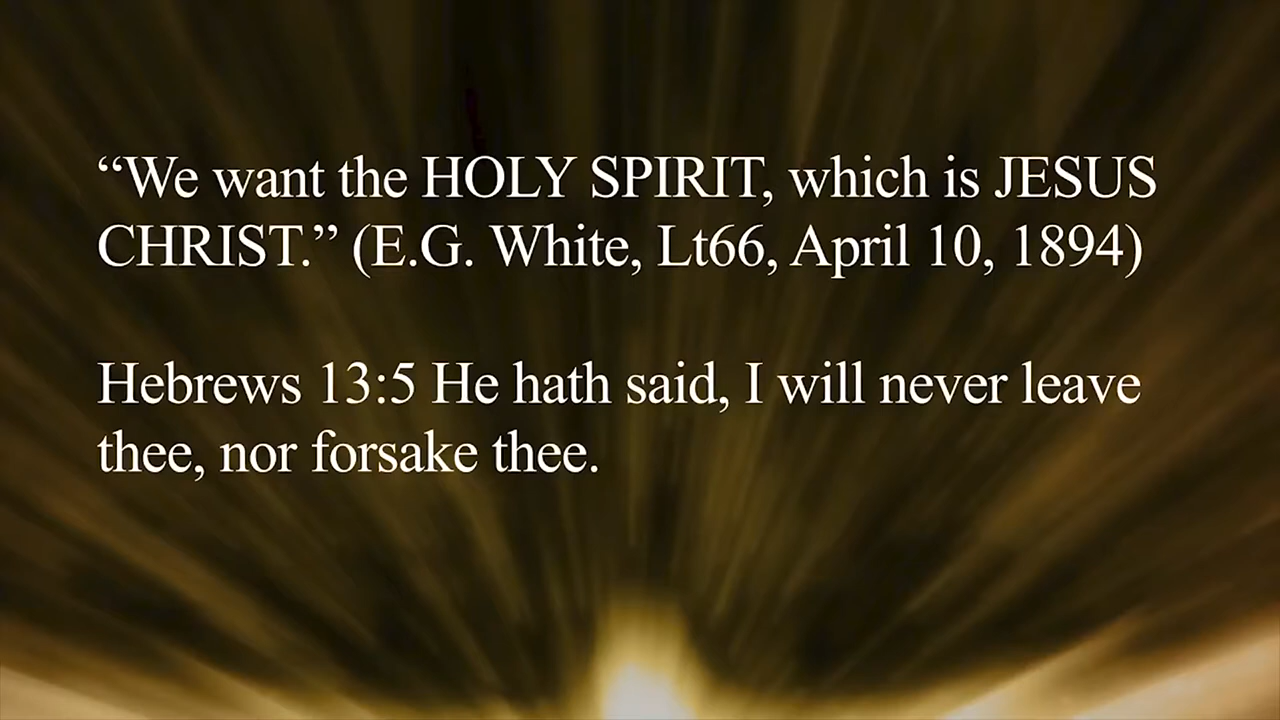 “We want the HOLY SPIRIT, which is JESUS
CHRIST.” (E.G. White, Lt66, April 10, 1894)
Hebrews 13:5 He hath said, I will never leave
thee, nor forsake thee.